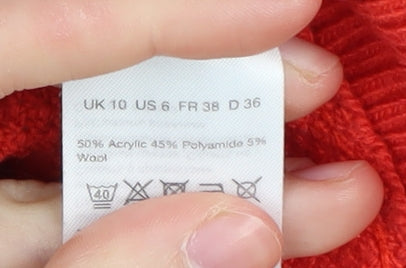 UK 10 US 6 FR 38 D 36
50% Acrylic 45% Polyamide 5%
Wool
40